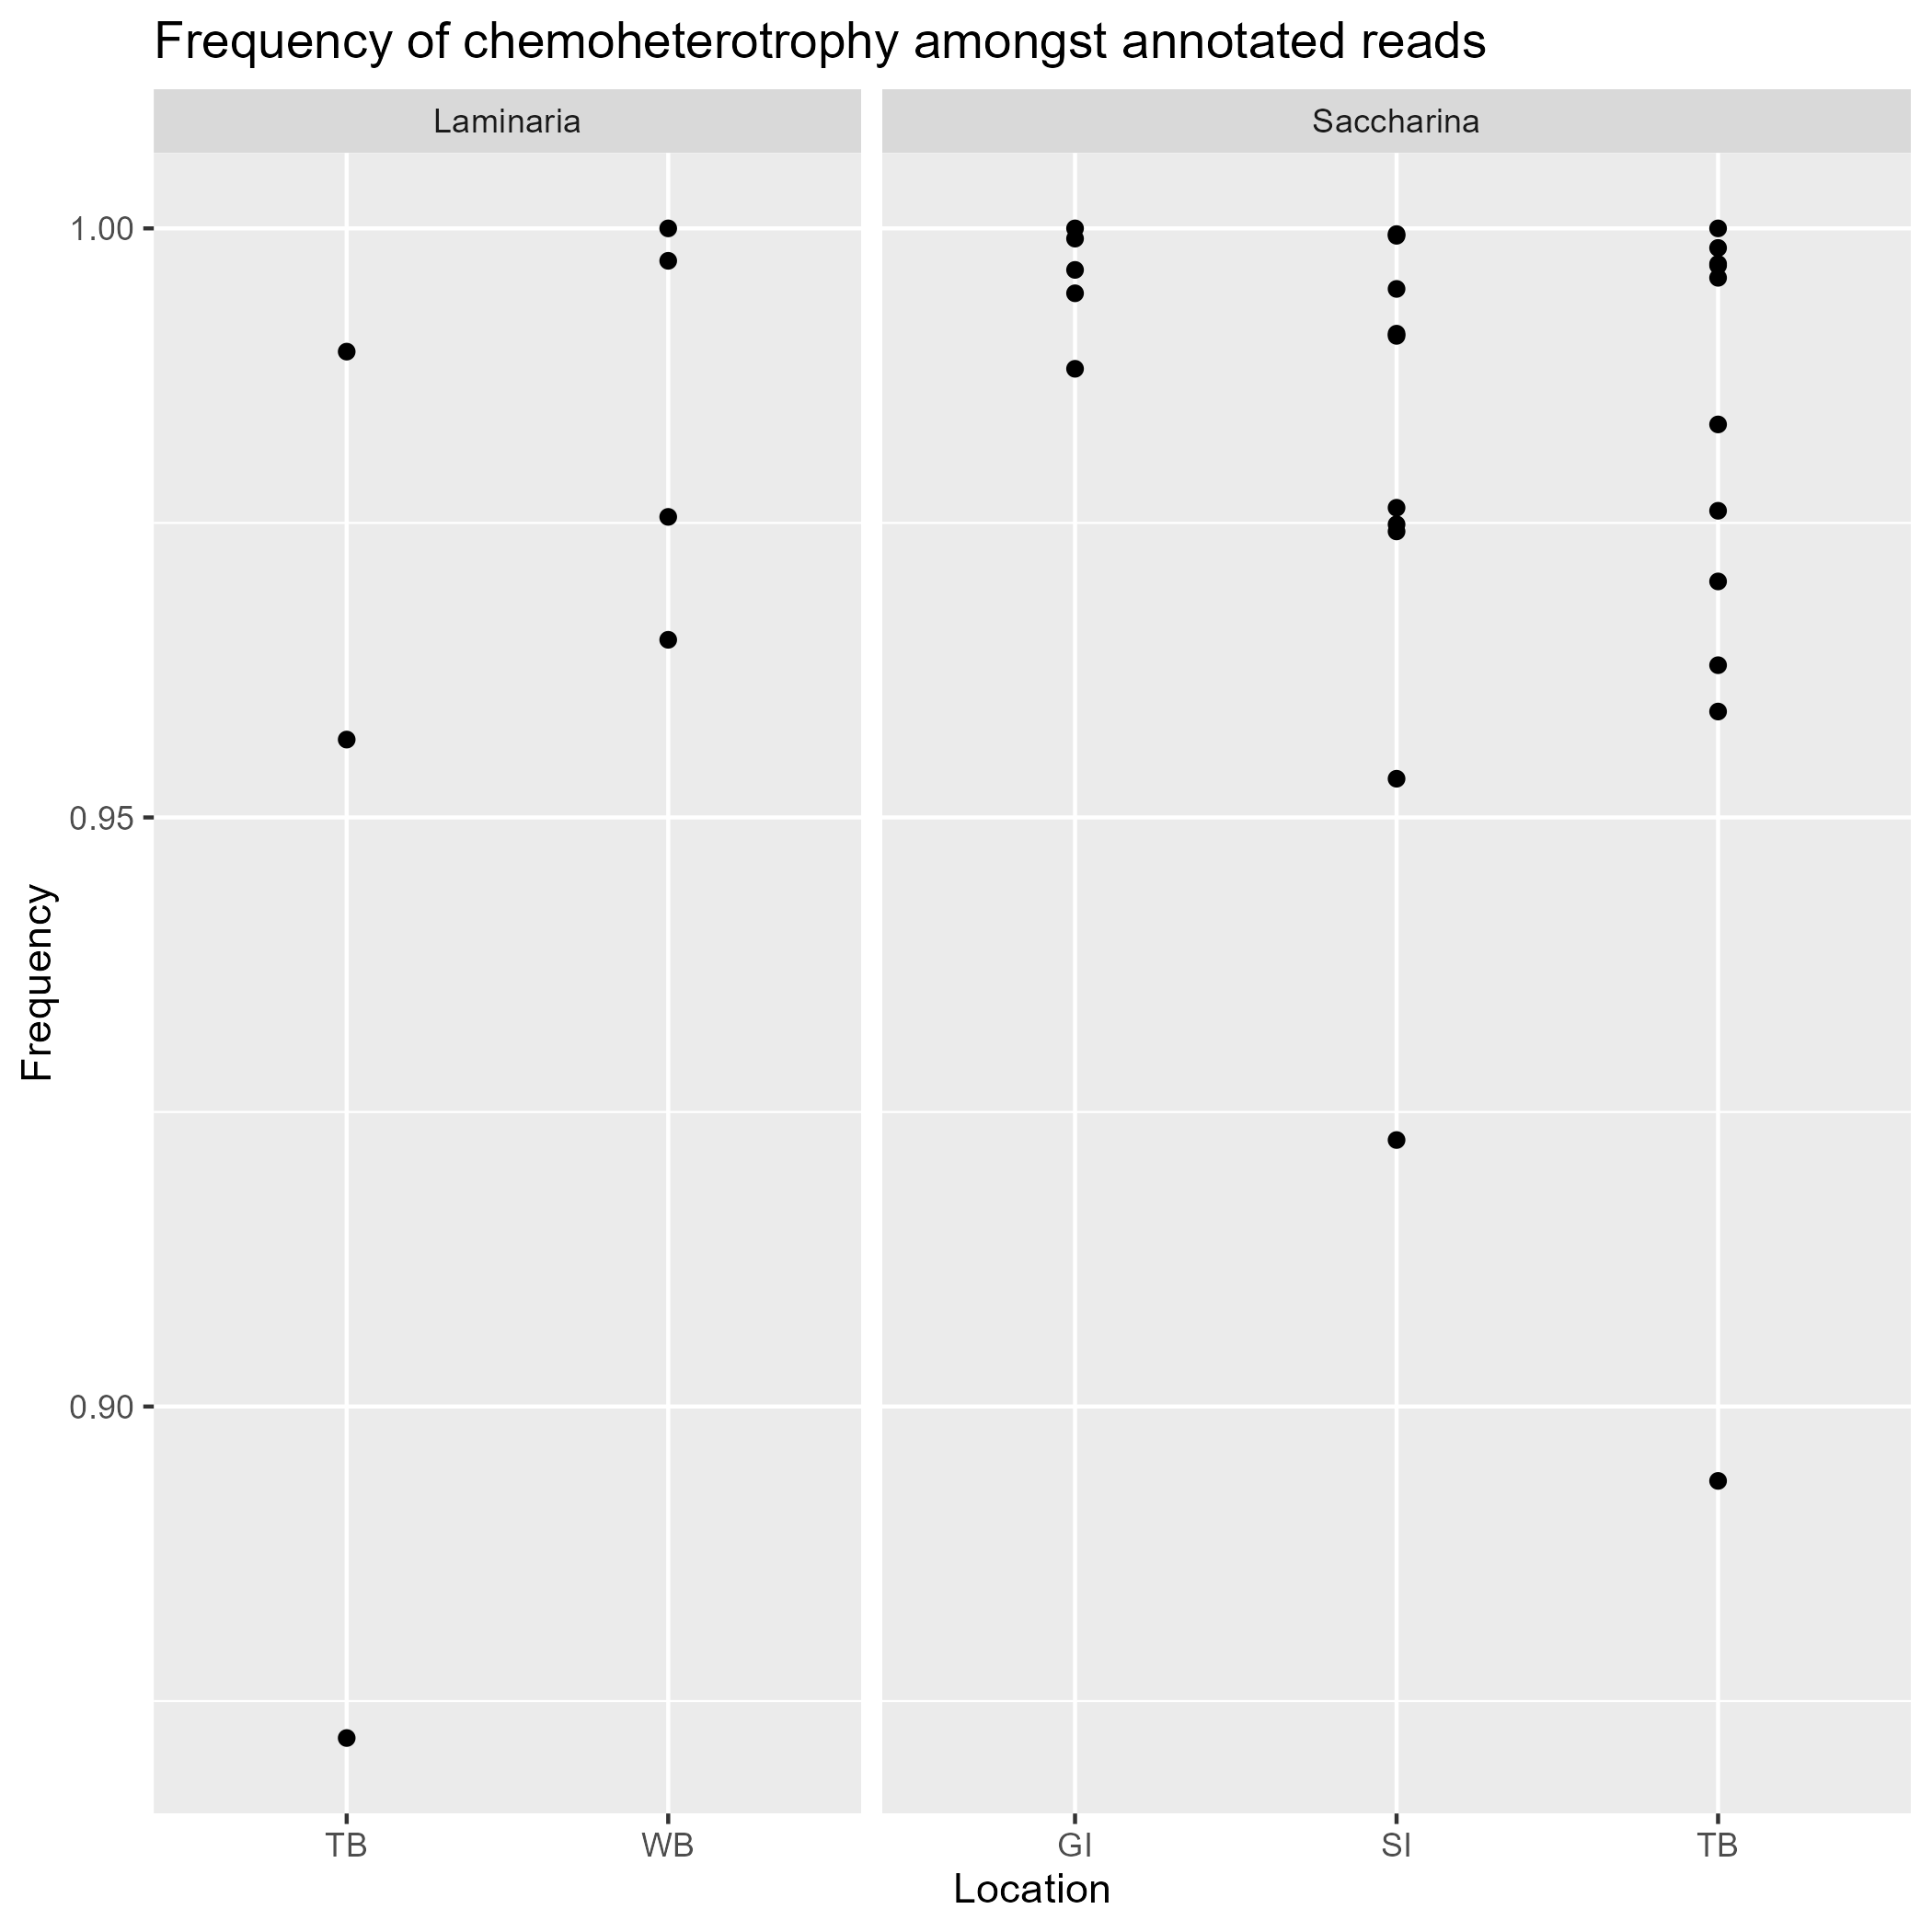 Frequency of chemoheterotrophy amongst annotated reads
Laminaria
Saccharina
1.00
0.95
0.90
Frequency
TB
WB
GI
SI
TB
Location